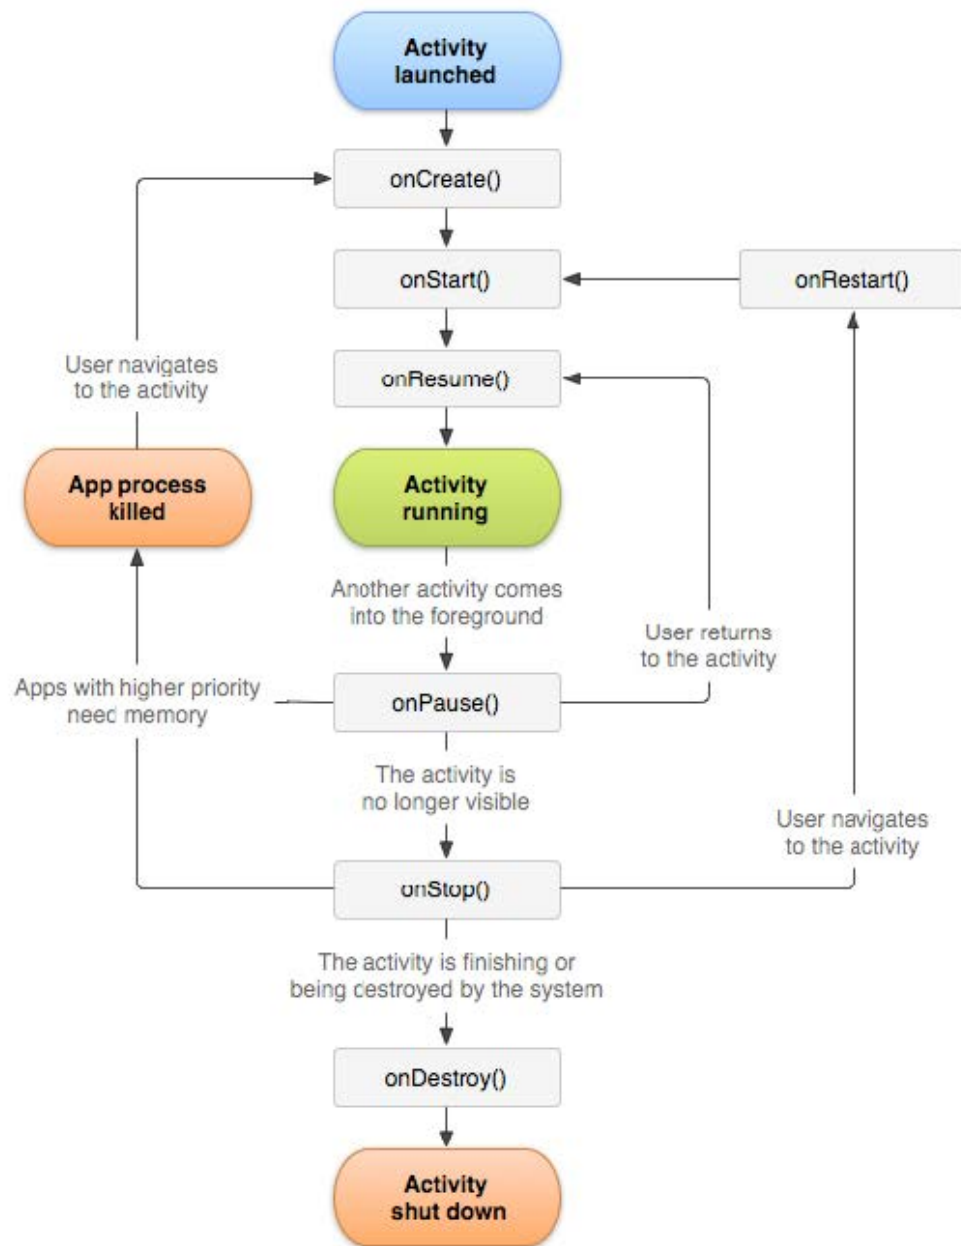 Activity
launched
onCreate()
onStart()
onRestart()
User navigates
to the activity
onResume()
App process
killed
Activity
running
Another activity comes
into the foreground
User returns
to the activity
Apps with higher priority
need memory
onPause()
The activity is
no longer visible
User navigates
to the activity
onStop()
The activity is finishing or
being destroyed by the system
onDestroy()
Activity
shut down